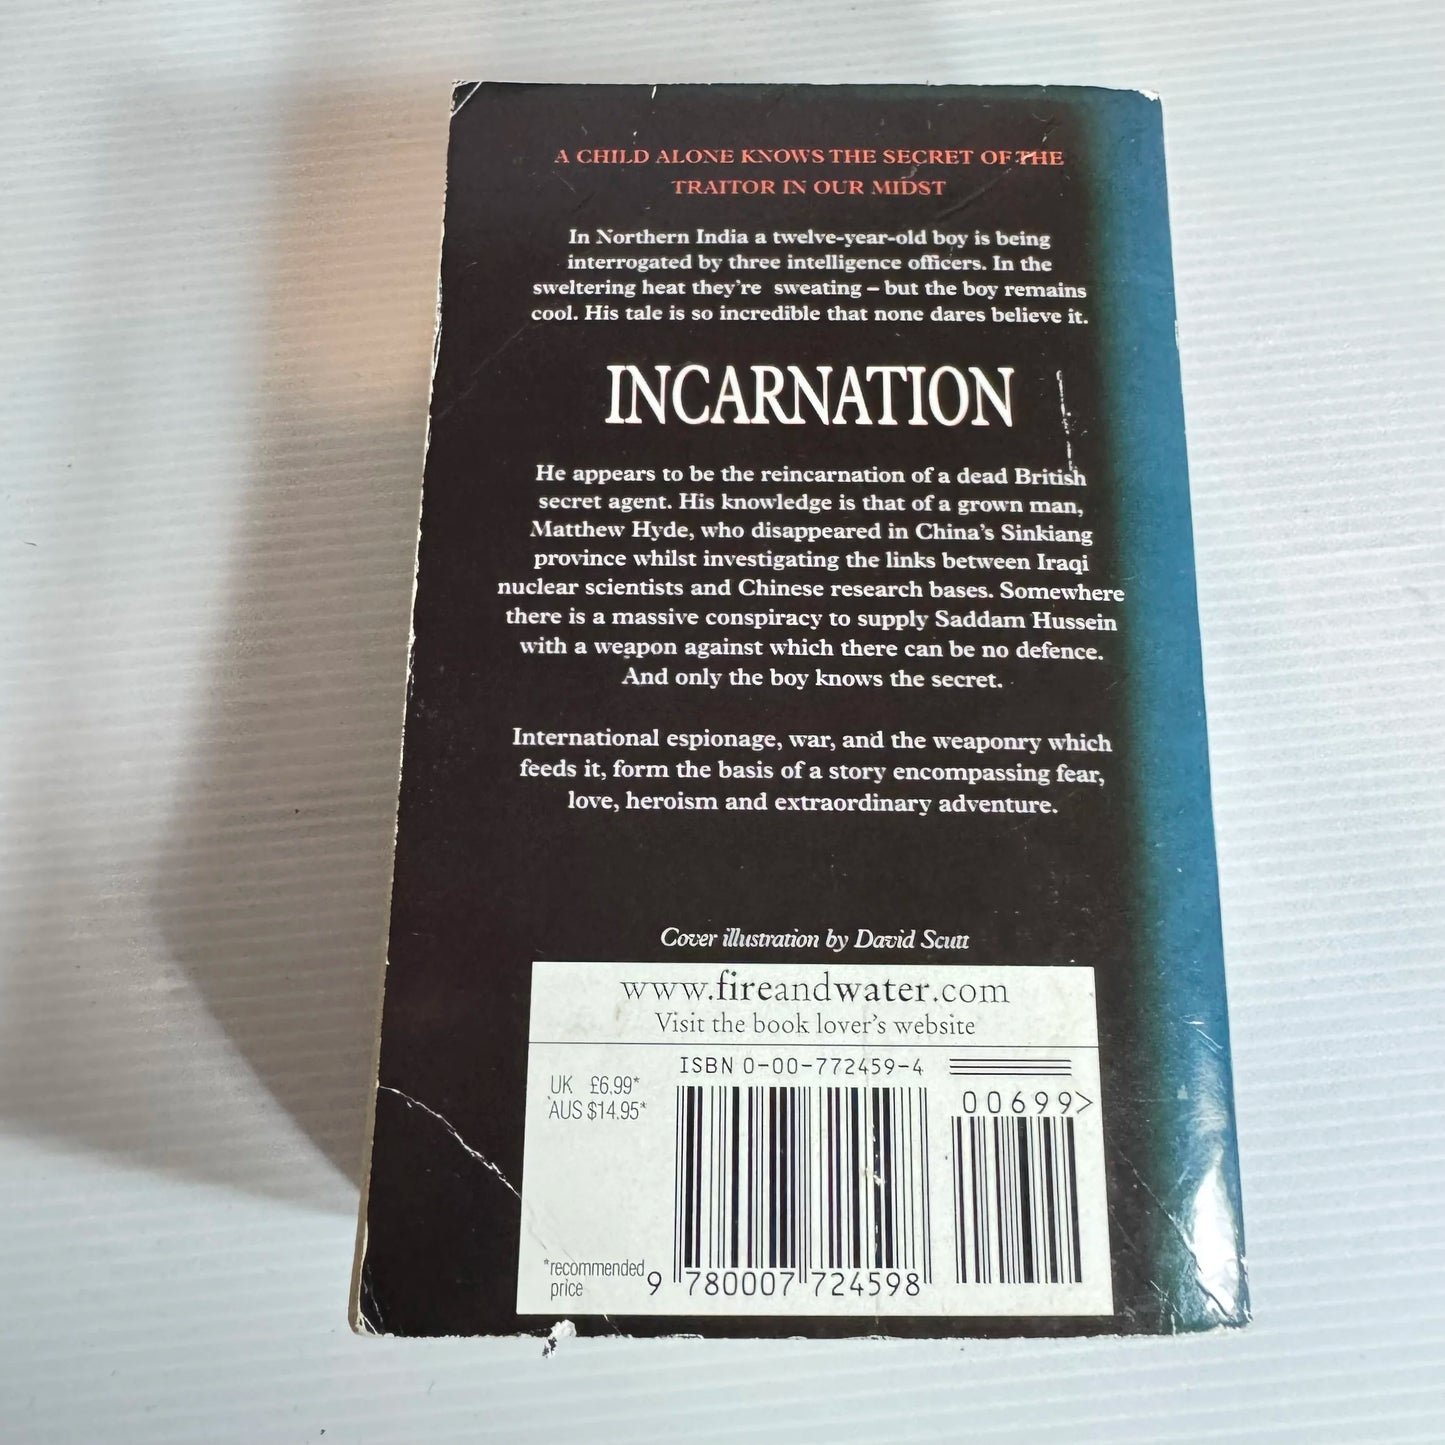 A CHILD ALONE KNOWS THE SECRET OF THE
TRAITOR IN OUR MIDST
In Northern India a twelve-year-old boy is being
interrogated by three intelligence officers. In the
sweltering heat they're sweating – but the boy remains
cool. His tale is so incredible that none dares believe it.
INCARNATION
He appears to be the reincarnation of a dead British
secret agent. His knowledge is that of a grown man,
Matthew Hyde, who disappeared in China's Sinkiang
province whilst investigating the links between Iraqi
nuclear scientists and Chinese research bases. Somewhere
there is a massive conspiracy to supply Saddam Hussein
with a weapon against which there can be no defence.
And only the boy knows the secret.
International espionage, war, and the weaponry which
feeds it, form the basis of a story encompassing fear,
love, heroism and extraordinary adventure.
Cover illustration by David Scutt
www.fireandwater.com
Visit the book lover's website
ISBN 0-00-772459-4
UK £6.99*
AUS $14.95*
00699>
*recommended
price
9 780007 724598